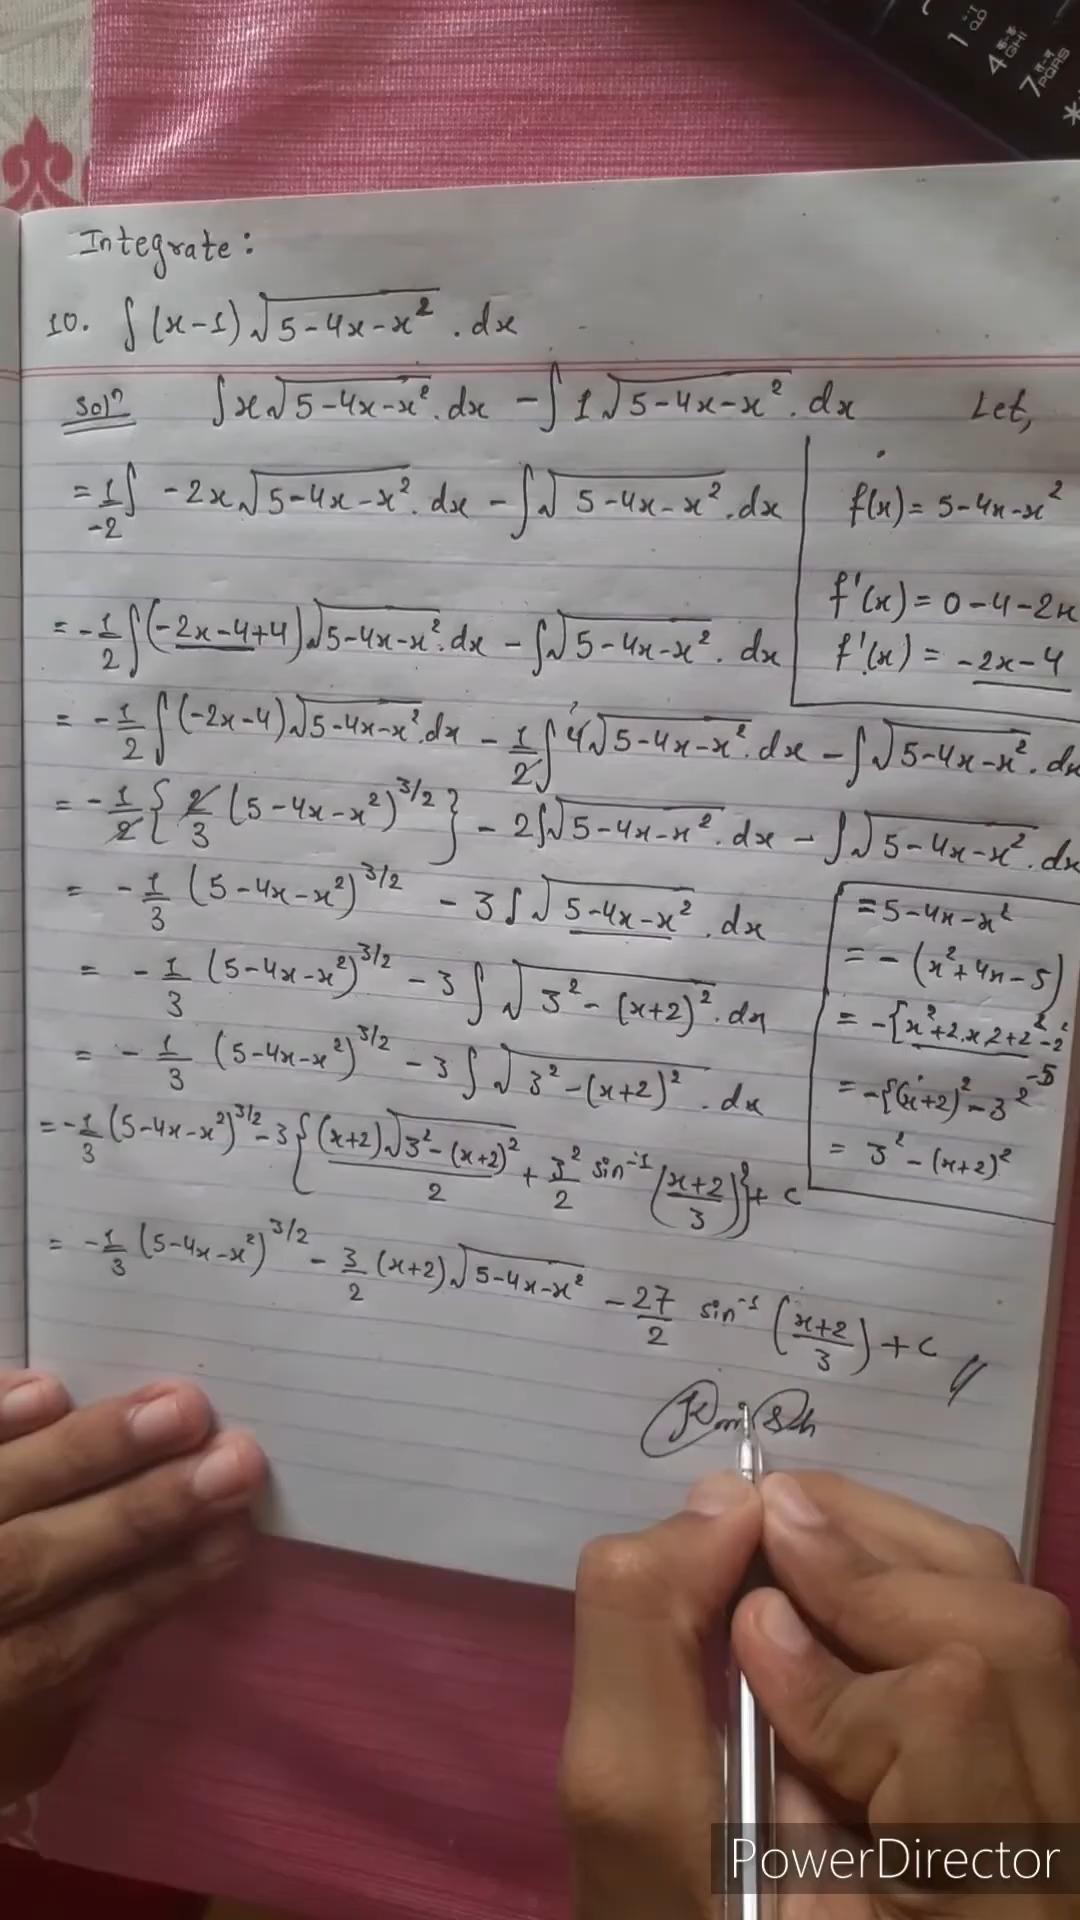 1 QD
4 GHI
7 PQRS
*
Integrate:
10. ∫(x-1)√(5-4x-x²) . dx
Solⁿ ∫x√(5-4x-x²). dx - ∫1√(5-4x-x²). dx Let,
= 1/-2 ∫ -2x√(5-4x-x²). dx - ∫√(5-4x-x²). dx
f(x) = 5-4x-x²
f'(x) = 0-4-2x
= -1/2 ∫(-2x-4+4)√(5-4x-x²). dx - ∫√(5-4x-x²). dx
f'(x) = -2x-4
= -1/2 ∫(-2x-4)√(5-4x-x²).dx - 1/2 ∫4√(5-4x-x²). dx - ∫√(5-4x-x²). dx
= -1/2 {2/3 (5-4x-x²)^3/2} - 2∫√(5-4x-x²). dx - ∫√(5-4x-x²). dx
= -1/3 (5-4x-x²)^3/2 - 3∫√(5-4x-x²). dx
= 5-4x-x²
= -(x²+4x-5)
= -1/3 (5-4x-x²)^3/2 - 3∫√(3²-(x+2)²). dx
= -{x²+2.x.2+2²-2²-5
= -1/3 (5-4x-x²)^3/2 - 3∫√(3²-(x+2)²). dx
= -{(x+2)²-3²
= 3²-(x+2)²
= -1/3 (5-4x-x²)^3/2 - 3{(x+2)√(3²-(x+2)²)/2 + 3²/2 sin⁻¹(x+2/3)} + c
= -1/3 (5-4x-x²)^3/2 - 3/2 (x+2)√(5-4x-x²) - 27/2 sin⁻¹(x+2/3) + c
PowerDirector